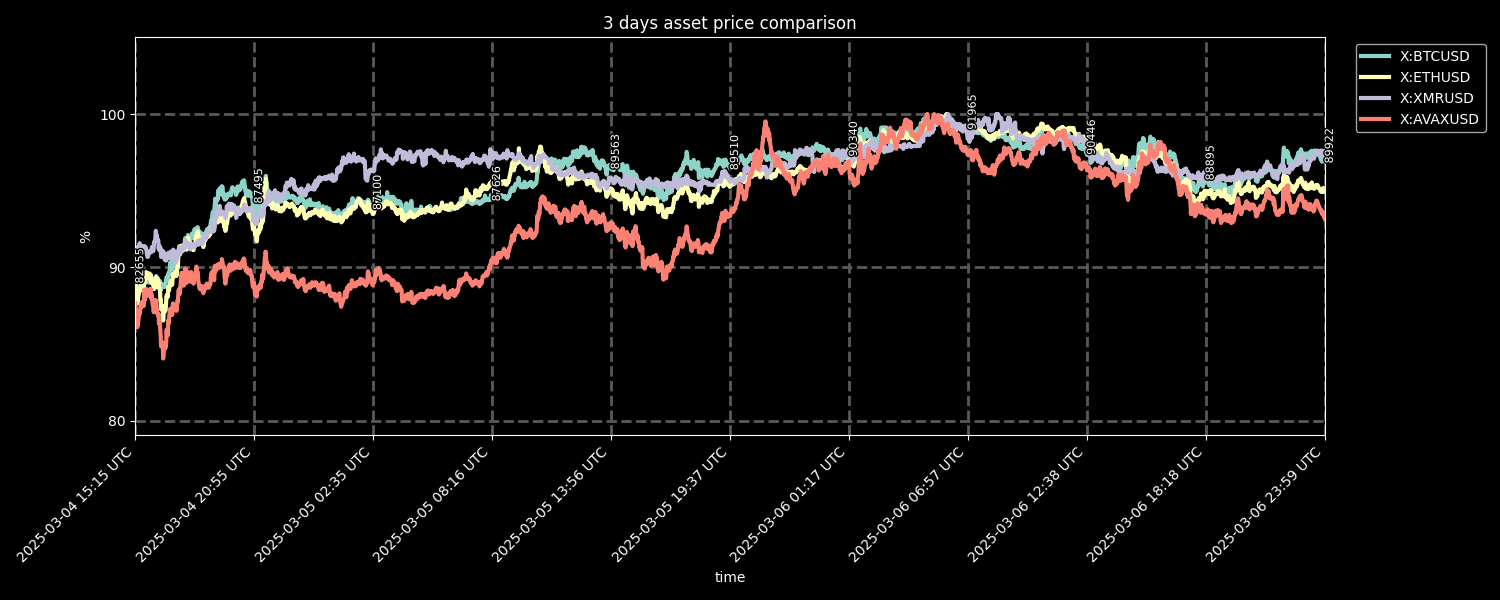 3 days asset price comparison
X:BTCUSD
X:ETHUSD
X:XMRUSD
X:AVAXUSD
%
100
90
80
82655
87495
87100
87626
89563
89510
90340
91965
90446
88895
89922
2025-03-04 15:15 UTC
2025-03-04 20:55 UTC
2025-03-05 02:35 UTC
2025-03-05 08:16 UTC
2025-03-05 13:56 UTC
2025-03-05 19:37 UTC
2025-03-06 01:17 UTC
2025-03-06 06:57 UTC
2025-03-06 12:38 UTC
2025-03-06 18:18 UTC
2025-03-06 23:59 UTC
time